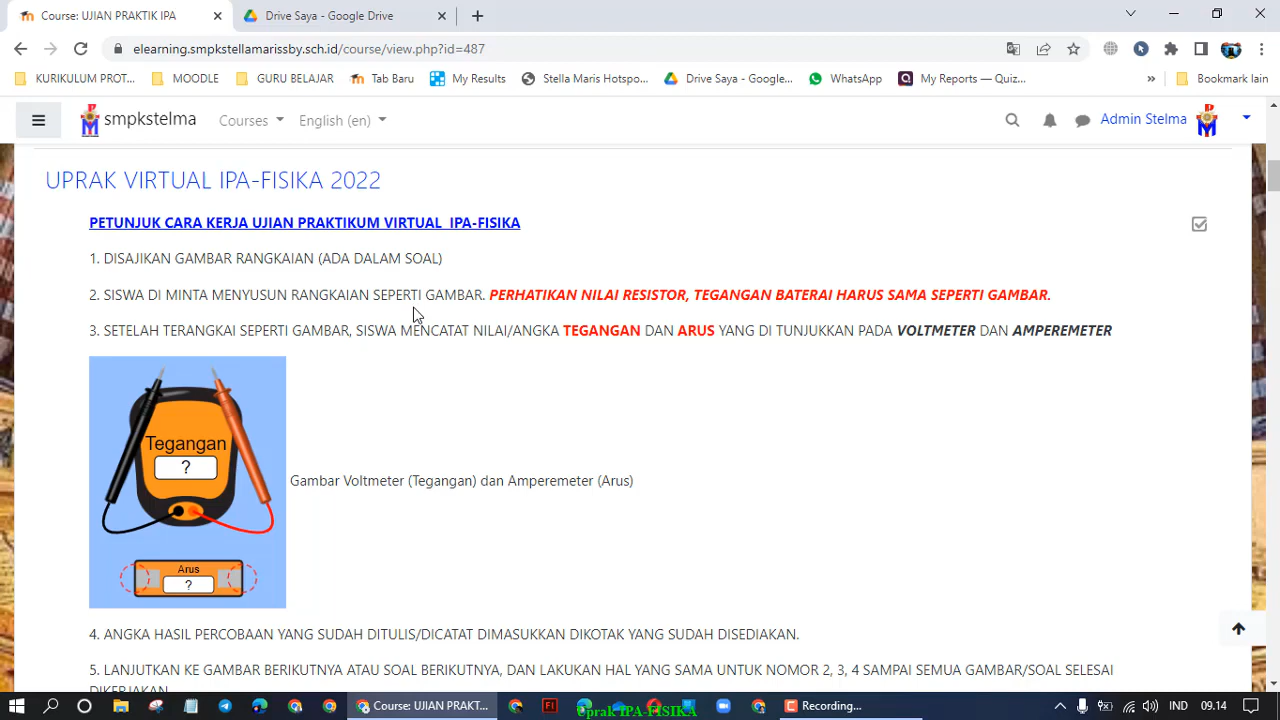 Course: UJIAN PRAKTIK IPA
Drive Saya - Google Drive
elearning.smpkstellamarissby.sch.id/course/view.php?id=487
KURIKULUM PROT...
MOODLE
GURU BELAJAR
Tab Baru
My Results
Stella Maris Hotspo...
Drive Saya - Google...
WhatsApp
My Reports — Quiz...
»
Bookmark lain
smpkstelma
Courses
English (en)
Admin Stelma
UPRAK VIRTUAL IPA-FISIKA 2022
PETUNJUK CARA KERJA UJIAN PRAKTIKUM VIRTUAL IPA-FISIKA
1. DISAJIKAN GAMBAR RANGKAIAN (ADA DALAM SOAL)
2. SISWA DI MINTA MENYUSUN RANGKAIAN SEPERTI GAMBAR. PERHATIKAN NILAI RESISTOR, TEGANGAN BATERAI HARUS SAMA SEPERTI GAMBAR.
3. SETELAH TERANGKAI SEPERTI GAMBAR, SISWA MENCATAT NILAI/ANGKA TEGANGAN DAN ARUS YANG DI TUNJUKKAN PADA VOLTMETER DAN AMPEREMETER
Tegangan
?
Gambar Voltmeter (Tegangan) dan Amperemeter (Arus)
Arus
?
4. ANGKA HASIL PERCOBAAN YANG SUDAH DITULIS/DICATAT DIMASUKKAN DIKOTAK YANG SUDAH DISEDIAKAN.
5. LANJUTKAN KE GAMBAR BERIKUTNYA ATAU SOAL BERIKUTNYA, DAN LAKUKAN HAL YANG SAMA UNTUK NOMOR 2, 3, 4 SAMPAI SEMUA GAMBAR/SOAL SELESAI
DIKERJAKAN
Course: UJIAN PRAKT...
Recording...
IND
09.14
Uprak IPA-FISIKA